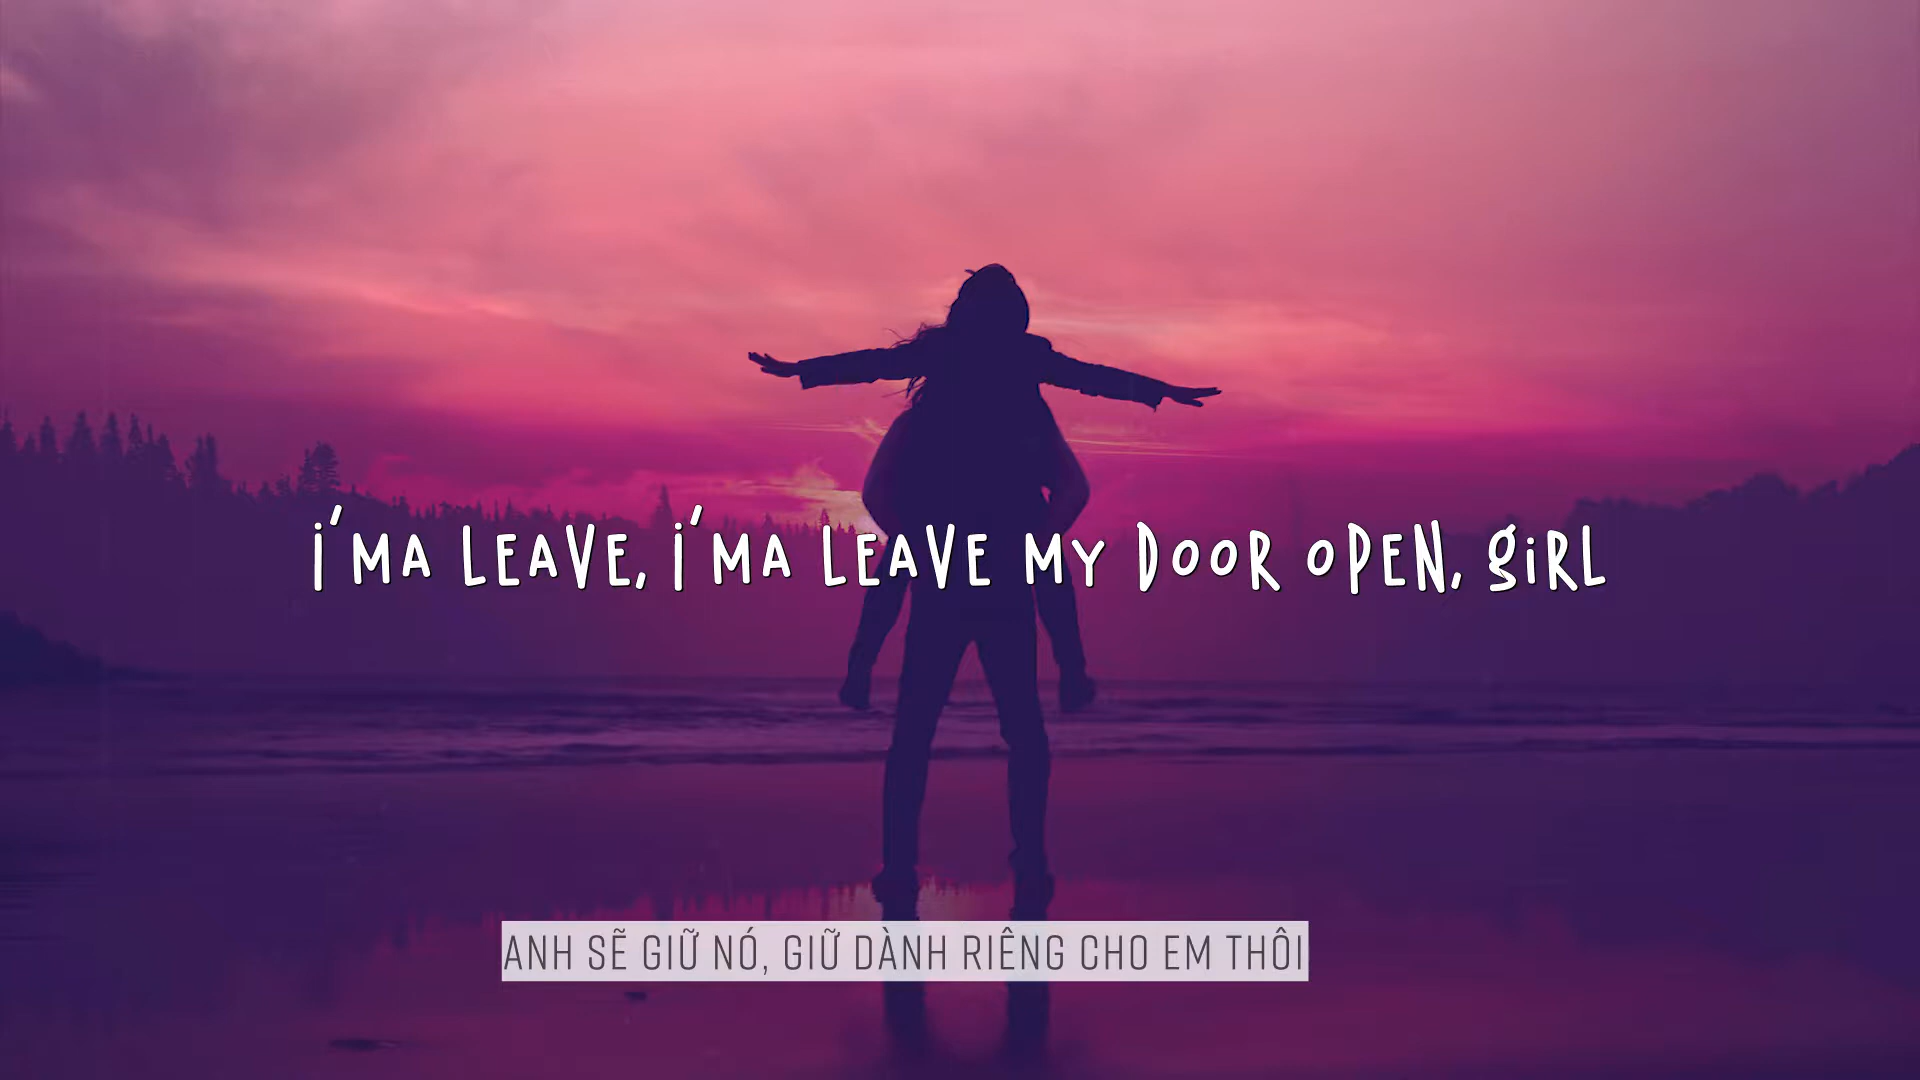 i'MA LEAVE, i'MA LEAVE MY DOOR OPEN, giRL
ANH SẼ GIỮ NÓ, GIỮ DÀNH RIÊNG CHO EM THÔI